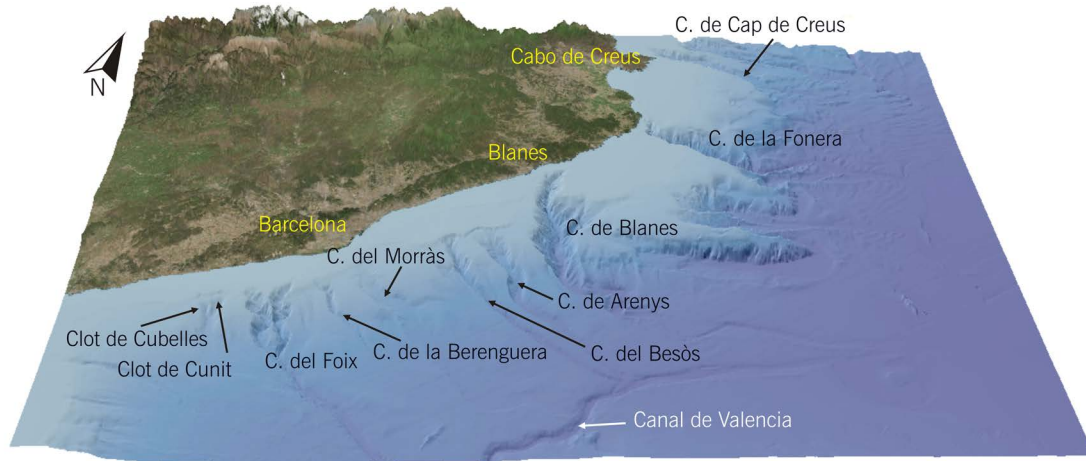 C. de Cap de Creus
Cabo de Creus
N
C. de la Fonera
Blanes
Barcelona
C. de Blanes
C. del Morràs
C. de Arenys
Clot de Cubelles
Clot de Cunit
C. del Foix
C. de la Berenguera
C. del Besòs
Canal de Valencia